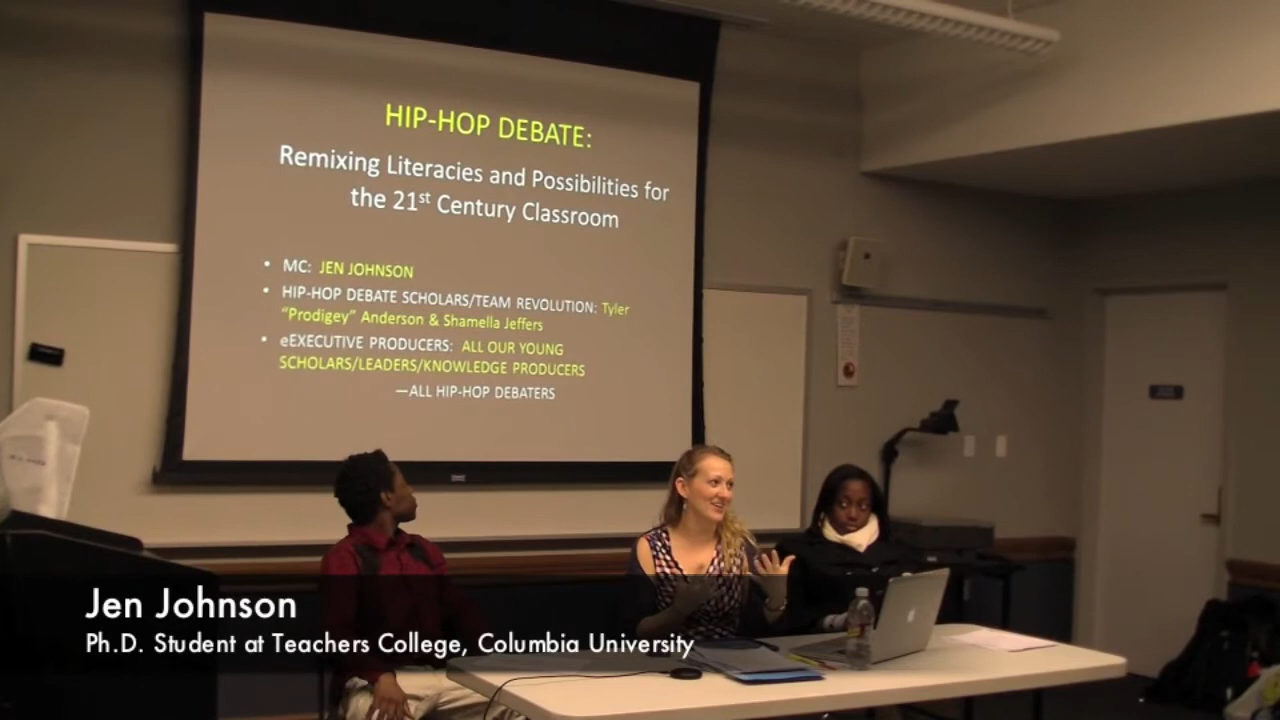 HIP-HOP DEBATE:
Remixing Literacies and Possibilities for
the 21st Century Classroom
• MC: JEN JOHNSON
• HIP-HOP DEBATE SCHOLARS/TEAM REVOLUTION: Tyler
"Prodigey" Anderson & Shamella Jeffers
• eEXECUTIVE PRODUCERS: ALL OUR YOUNG
SCHOLARS/LEADERS/KNOWLEDGE PRODUCERS
—ALL HIP-HOP DEBATERS
Jen Johnson
Ph.D. Student at Teachers College, Columbia University